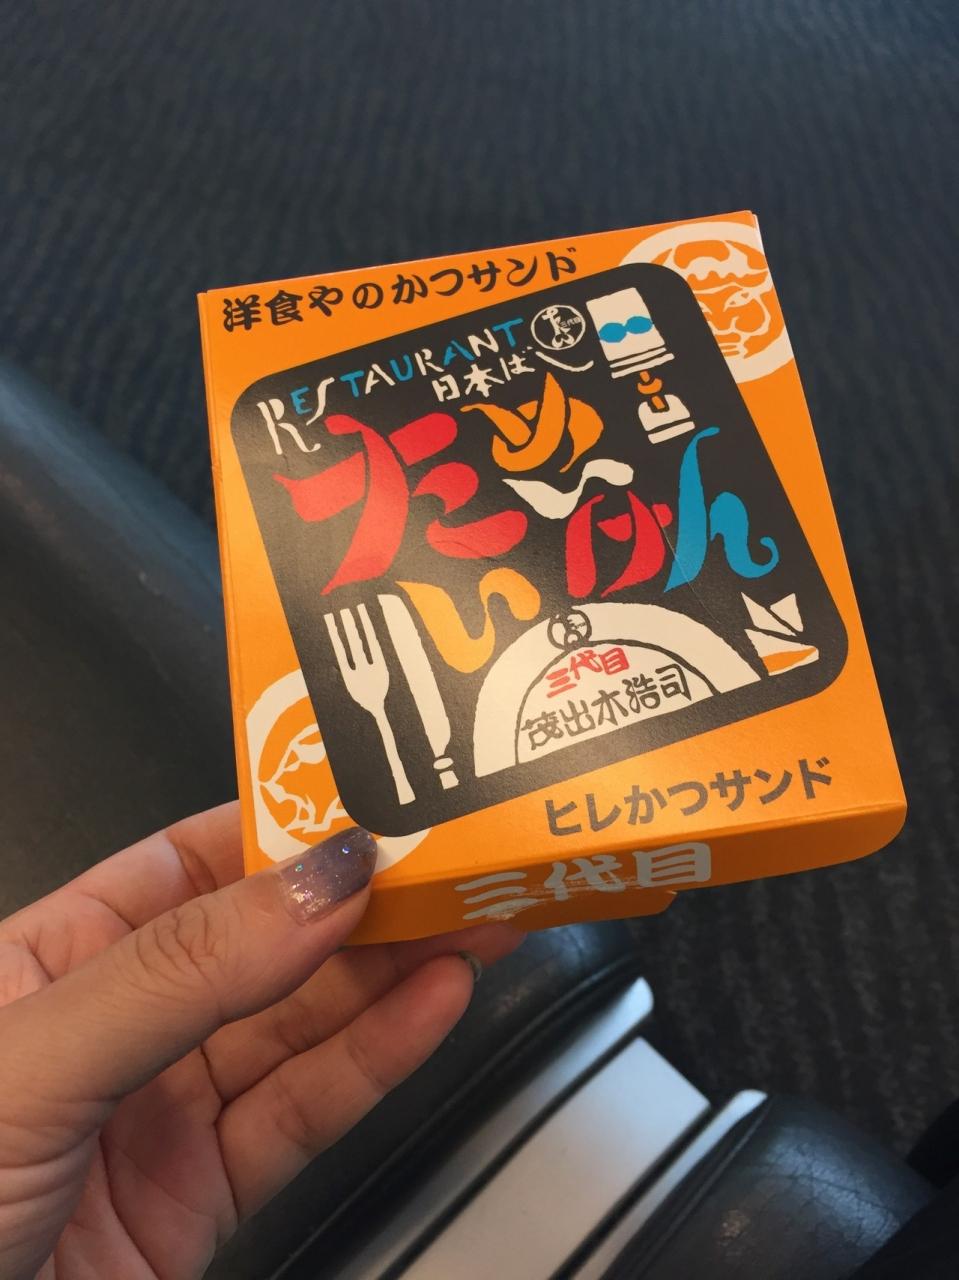 洋食やのかつサンド
RESTAURANT
日本ばし
たいめい
けん
三代目
茂出木浩司
ヒレかつサンド
三代目